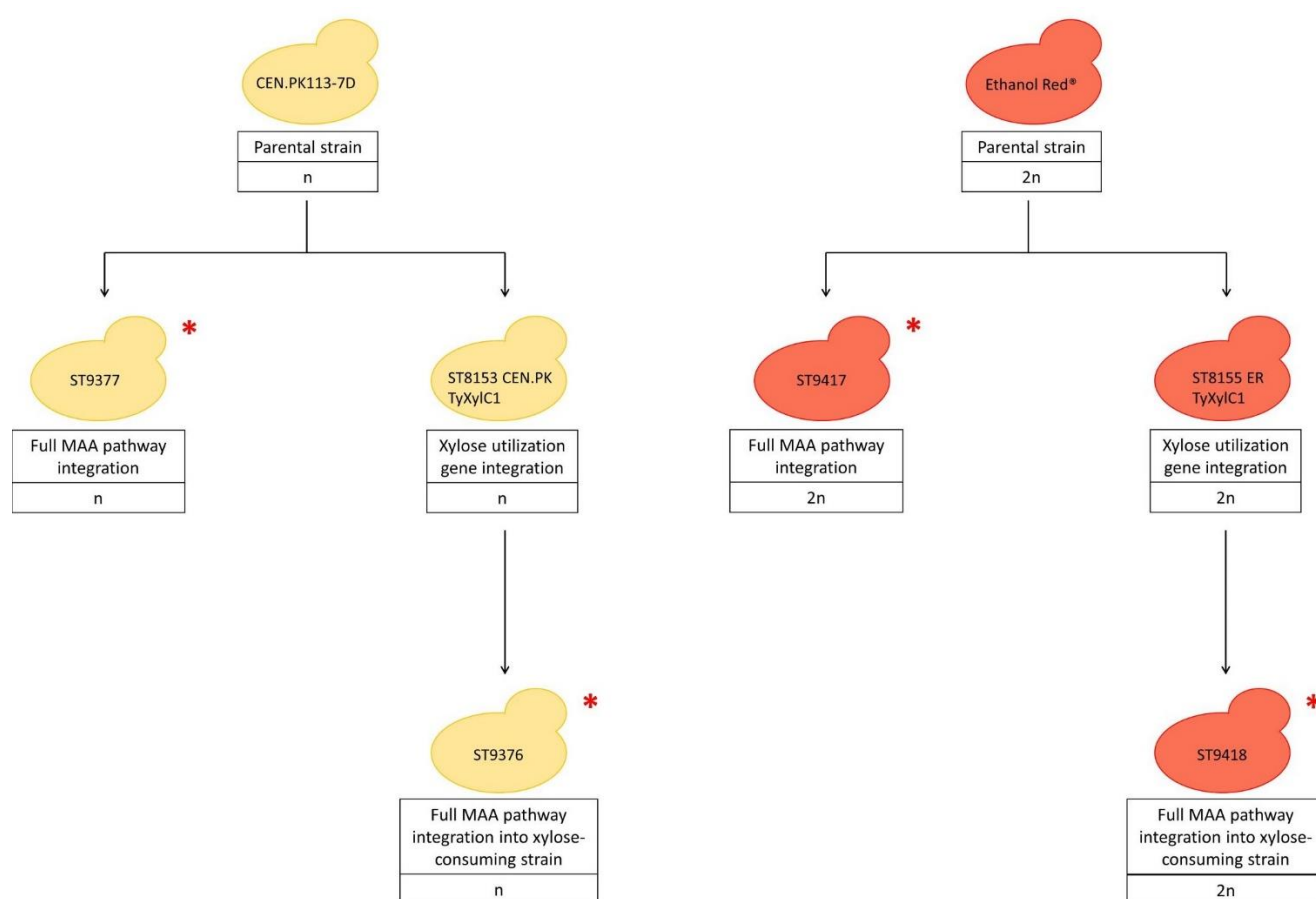 CEN.PK113-7D
Parental strain
n
Ethanol Red®
Parental strain
2n
*
ST9377
Full MAA pathway
integration
n
ST8153 CEN.PK
TyXylC1
Xylose utilization
gene integration
n
*
ST9417
Full MAA pathway
integration
2n
ST8155 ER
TyXylC1
Xylose utilization
gene integration
2n
*
ST9376
Full MAA pathway
integration into xylose-
consuming strain
n
*
ST9418
Full MAA pathway
integration into xylose-
consuming strain
2n